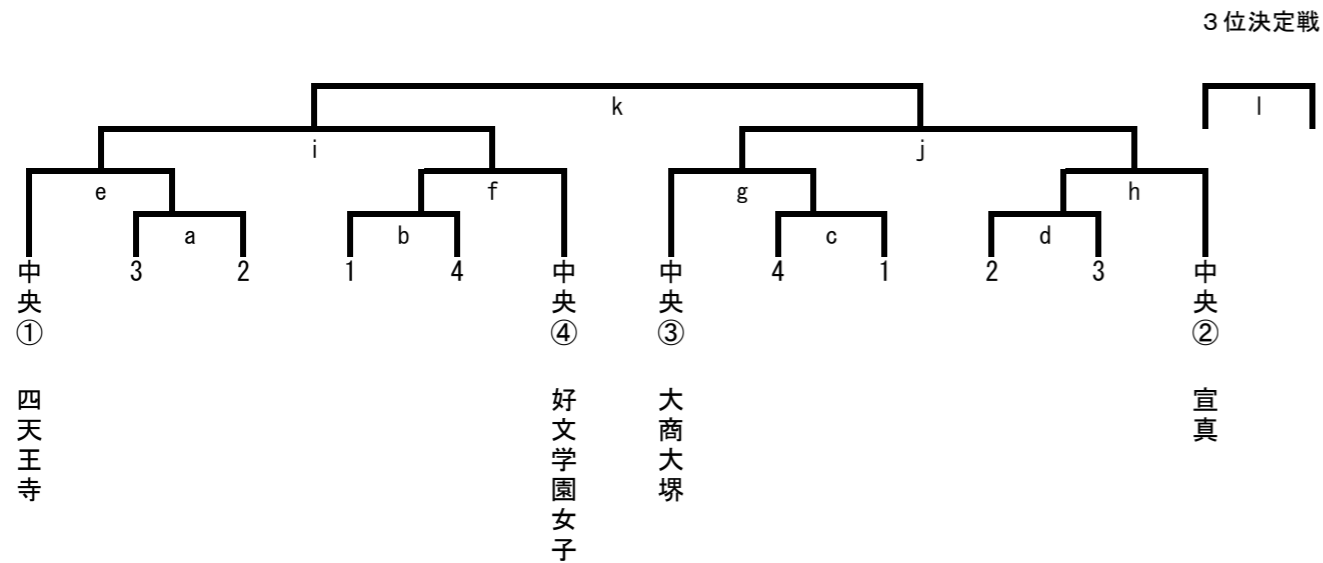 ３位決定戦
k
l
i
j
e
f
g
h
a
b
c
d
中央①
3
2
1
4
中央④
中央③
4
1
2
3
中央②
四天王寺
好文学園女子
大商大堺
宣真